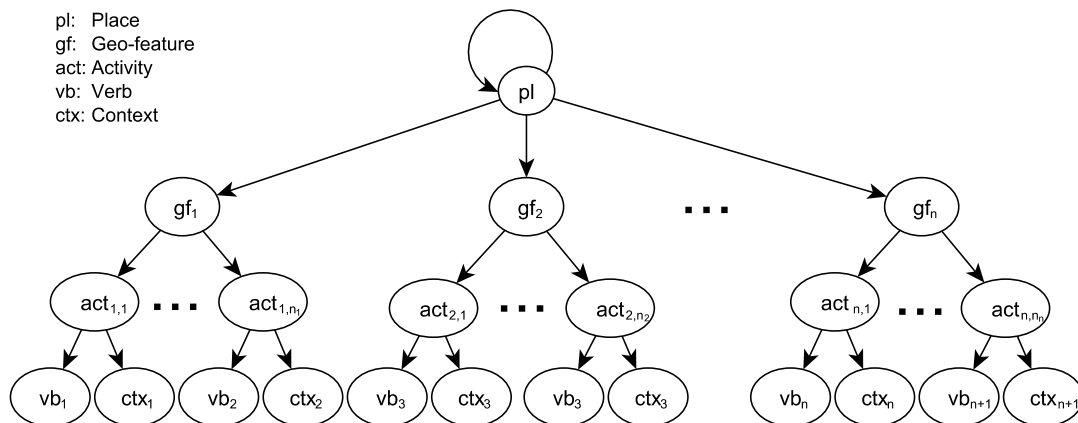 pl: Place
gf: Geo-feature
act: Activity
vb: Verb
ctx: Context
pl
gf1 gf2 ... gfn
act1,1 ... act1,n1 act2,1 ... act2,n2 act n,1 ... actn,nn
vb1 ctx1 vb2 ctx2 vb3 ctx3 vb3 ctx3 vbn ctxn vbn+1 ctxn+1